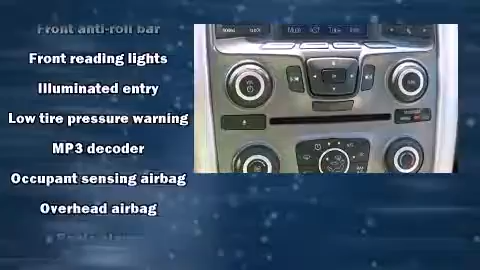 Front anti-roll bar
Front reading lights
Illuminated entry
Low tire pressure warning
MP3 decoder
Occupant sensing airbag
Overhead airbag